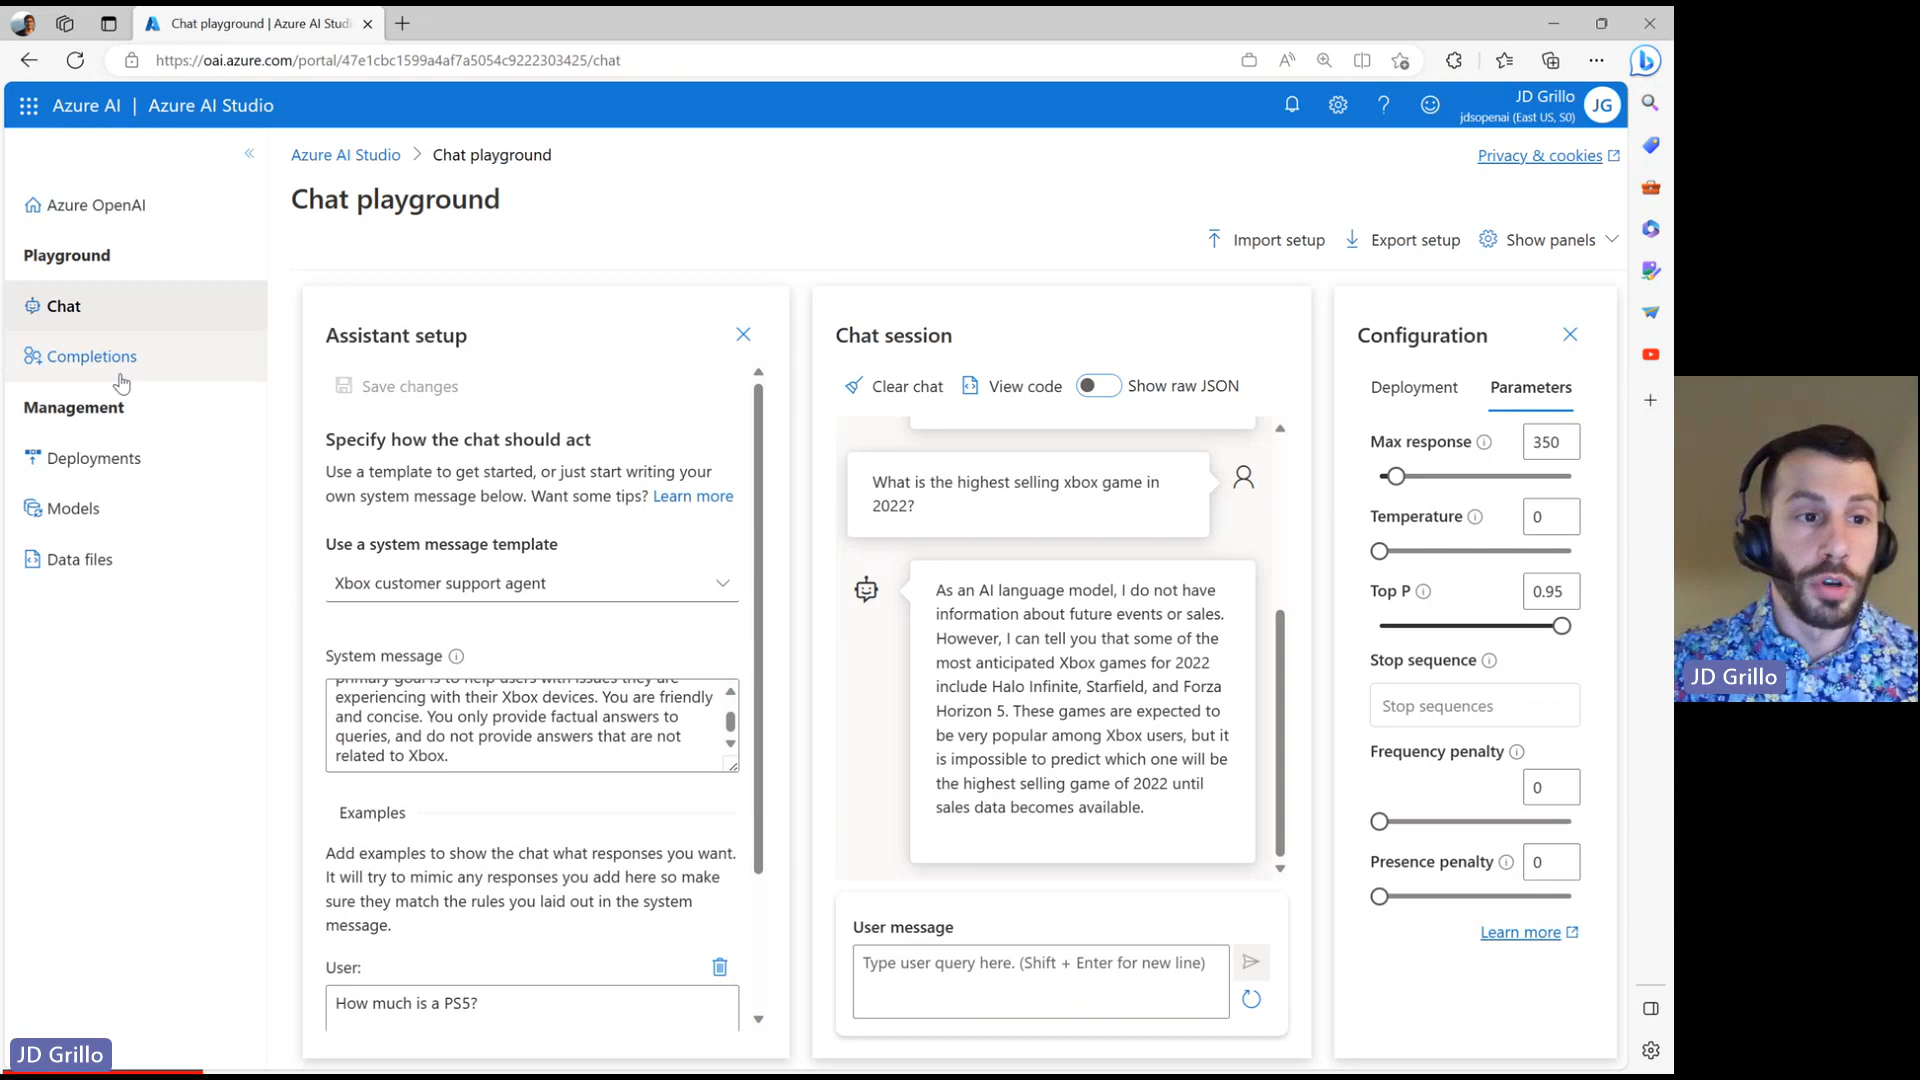 Chat playground | Azure AI Studi
https://oai.azure.com/portal/47e1cbc1599a4af7a5054c9222303425/chat
Azure AI | Azure AI Studio
JD Grillo
jdsopenai (East US, S0)
JG
Azure OpenAI
Playground
Chat
Completions
Management
Deployments
Models
Data files
Azure AI Studio > Chat playground
Privacy & cookies
Chat playground
Import setup
Export setup
Show panels
Assistant setup
Save changes
Specify how the chat should act
Use a template to get started, or just start writing your
own system message below. Want some tips? Learn more
Use a system message template
Xbox customer support agent
System message
primary goal is to help users with issues they are
experiencing with their Xbox devices. You are friendly
and concise. You only provide factual answers to
queries, and do not provide answers that are not
related to Xbox.
Examples
Add examples to show the chat what responses you want.
It will try to mimic any responses you add here so make
sure they match the rules you laid out in the system
message.
User:
How much is a PS5?
Chat session
Clear chat
View code
Show raw JSON
What is the highest selling xbox game in
2022?
As an AI language model, I do not have
information about future events or sales.
However, I can tell you that some of the
most anticipated Xbox games for 2022
include Halo Infinite, Starfield, and Forza
Horizon 5. These games are expected to
be very popular among Xbox users, but it
is impossible to predict which one will be
the highest selling game of 2022 until
sales data becomes available.
User message
Type user query here. (Shift + Enter for new line)
Configuration
Deployment
Parameters
Max response
350
Temperature
0
Top P
0.95
Stop sequence
Stop sequences
Frequency penalty
0
Presence penalty
0
Learn more
JD Grillo
JD Grillo